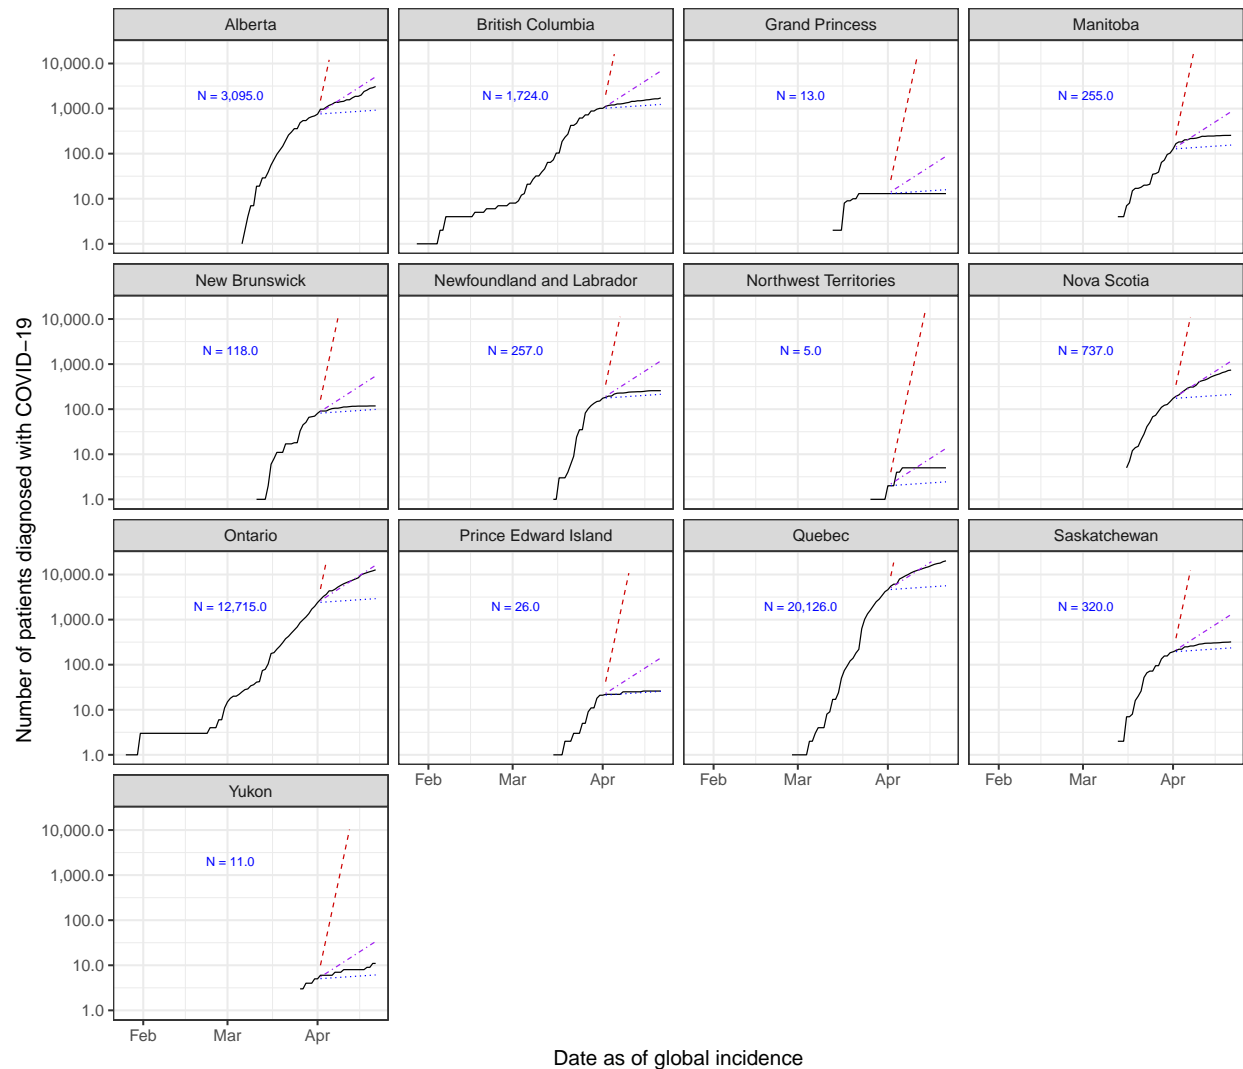 Alberta
British Columbia
Grand Princess
Manitoba
10,000.0
1,000.0
100.0
10.0
1.0
N = 3,095.0
N = 1,724.0
N = 13.0
N = 255.0
New Brunswick
Newfoundland and Labrador
Northwest Territories
Nova Scotia
10,000.0
1,000.0
100.0
10.0
1.0
N = 118.0
N = 257.0
N = 5.0
N = 737.0
Ontario
Prince Edward Island
Quebec
Saskatchewan
10,000.0
1,000.0
100.0
10.0
1.0
N = 12,715.0
N = 26.0
N = 20,126.0
N = 320.0
Feb Mar Apr
Feb Mar Apr
Feb Mar Apr
Yukon
10,000.0
1,000.0
100.0
10.0
1.0
N = 11.0
Feb Mar Apr
Number of patients diagnosed with COVID−19
Date as of global incidence